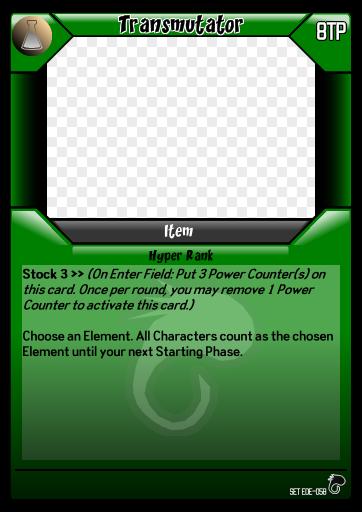 Transmutator
8TP
Item
Hyper Rank
Stock 3 >> (On Enter Field: Put 3 Power Counter(s) on
this card. Once per round, you may remove 1 Power
Counter to activate this card.)
Choose an Element. All Characters count as the chosen
Element until your next Starting Phase.
SET EOE-058